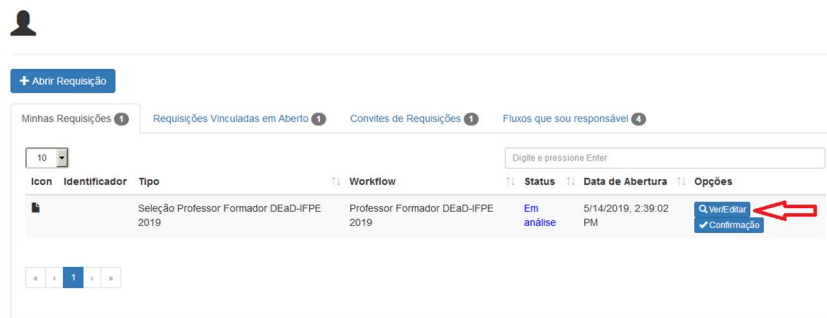 Abrir Requisição
Minhas Requisições 1 Requisições Vinculadas em Aberto 1 Convites de Requisições 1 Fluxos que sou responsável 4
10 Digite e pressione Enter
Icon Identificador Tipo Workflow Status Data de Abertura Opções
Seleção Professor Formador DEaD-IFPE Professor Formador DEaD-IFPE Em 5/14/2019, 2:39:02 Ver/Editar
2019 2019 análise PM Confirmação
« ‹ 1 › »